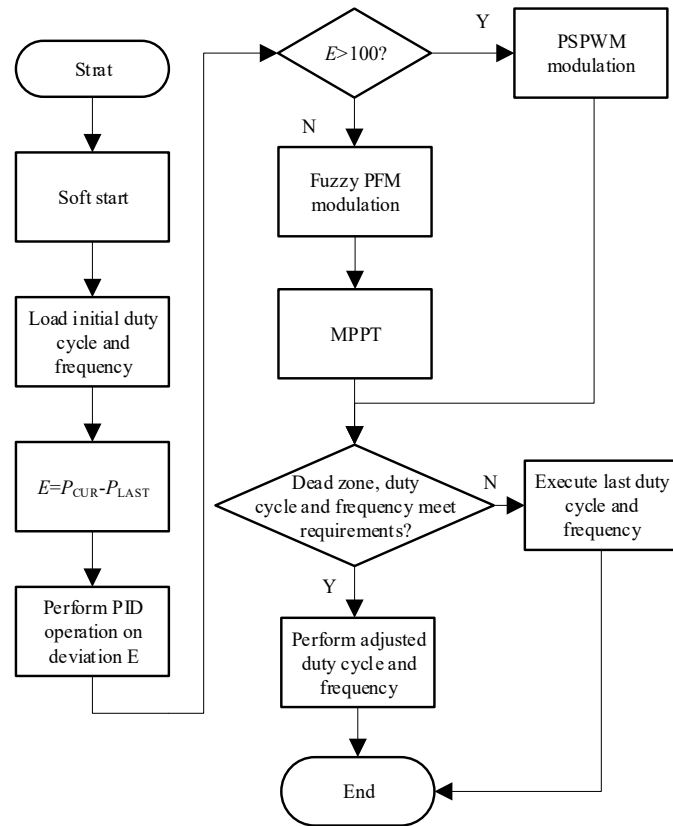 Strat
Soft start
Load initial duty
cycle and
frequency
E=PCUR-PLAST
Perform PID
operation on
deviation E
E>100?
Y
PSPWM
modulation
N
Fuzzy PFM
modulation
MPPT
Dead zone, duty
cycle and frequency meet
requirements?
N
Execute last duty
cycle and
frequency
Y
Perform adjusted
duty cycle and
frequency
End